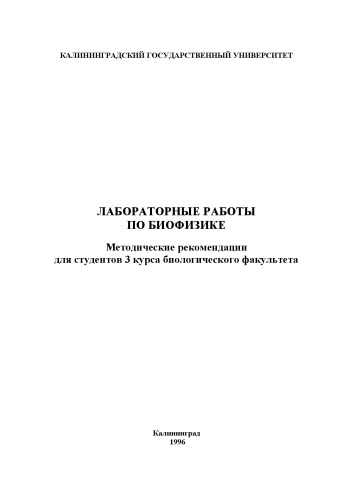 КАЛИНИНГРАДСКИЙ ГОСУДАРСТВЕННЫЙ УНИВЕРСИТЕТ
ЛАБОРАТОРНЫЕ РАБОТЫ
ПО БИОФИЗИКЕ
Методические рекомендации
для студентов 3 курса биологического факультета
Калининград
1996